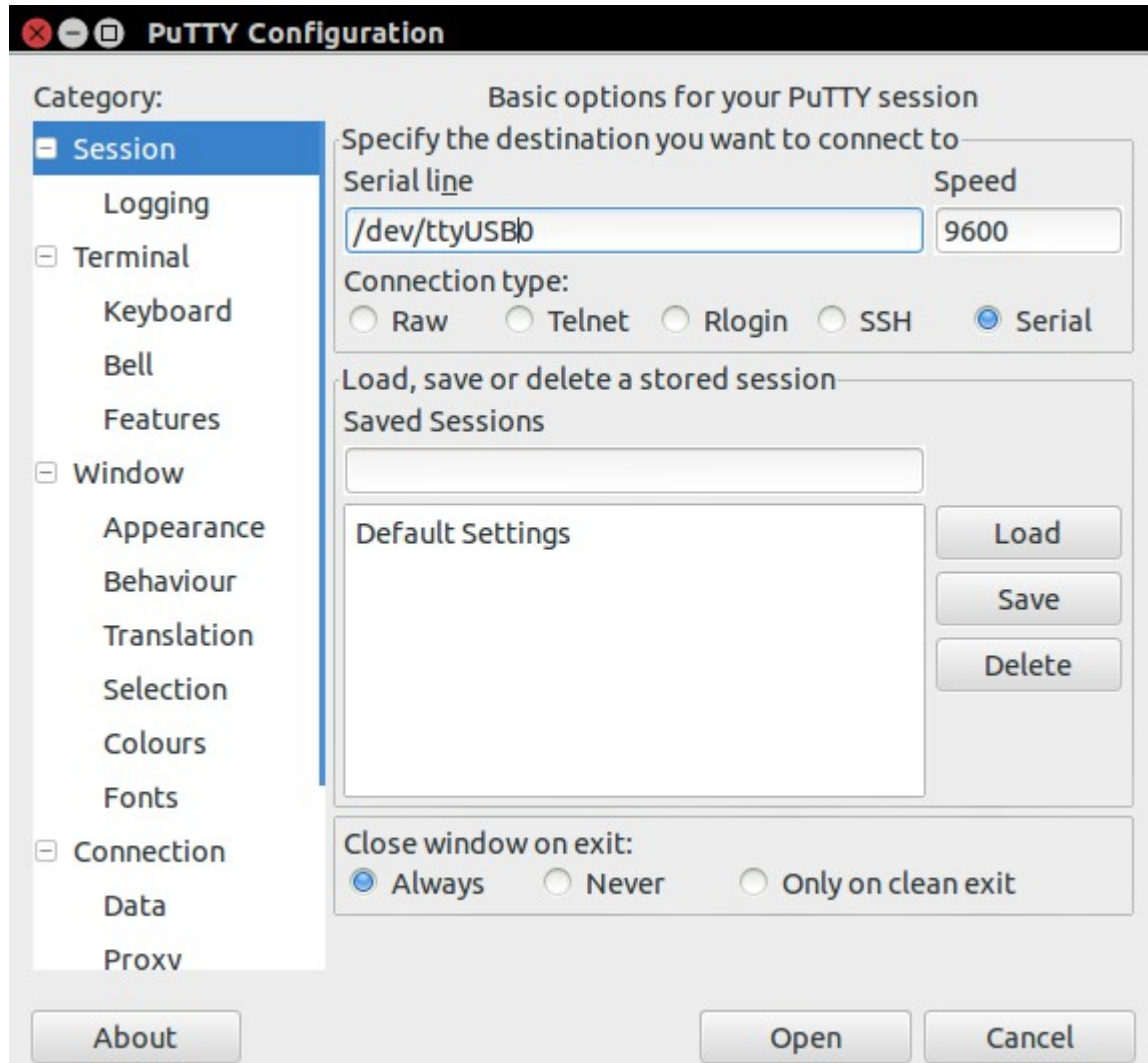 PuTTY Configuration
Category:
Session
Logging
Terminal
Keyboard
Bell
Features
Window
Appearance
Behaviour
Translation
Selection
Colours
Fonts
Connection
Data
Proxy
Basic options for your PuTTY session
Specify the destination you want to connect to
Serial line Speed
/dev/ttyUSB0 9600
Connection type:
Raw Telnet Rlogin SSH Serial
Load, save or delete a stored session
Saved Sessions
Default Settings
Load
Save
Delete
Close window on exit:
Always Never Only on clean exit
About Open Cancel